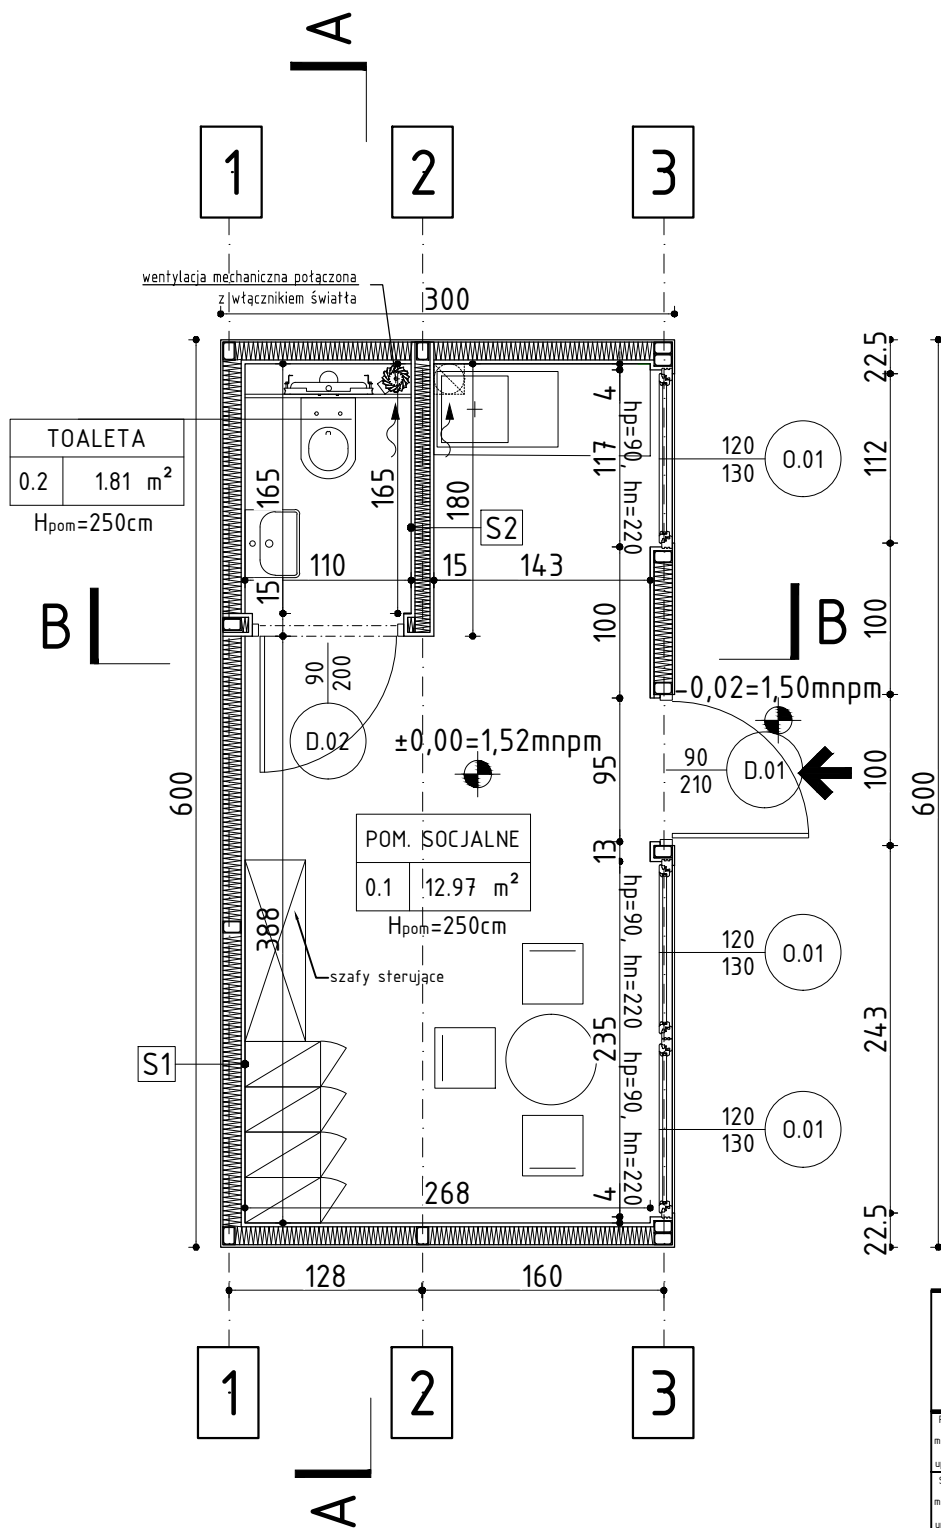 A
1
2
3
wentylacja mechaniczna połączona
z włącznikiem światła
300
22.5
4
TOALETA
0.2 1.81 m²
Hpom=250cm
165
165
180
117
hp=90, hn=220
120
130
O.01
112
S2
110
15
143
15
100
100
B
B
90
200
D.02
-0,02=1,50mnpm
±0,00=1,52mnpm
600
95
90
210
D.01
100
600
POM. SOCJALNE
0.1 12.97 m²
Hpom=250cm
13
388
szafy sterujące
hp=90, hn=220
120
130
O.01
235
243
S1
hp=90, hn=220
120
130
O.01
268
4
22.5
128
160
1
2
3
A